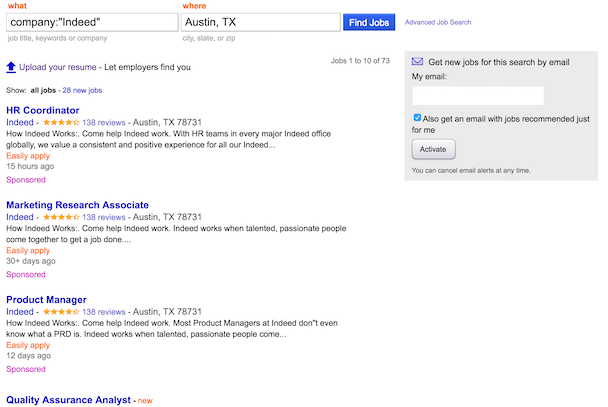 what where
company:"Indeed" Austin, TX Find Jobs Advanced Job Search
job title, keywords or company city, state, or zip
Upload your resume - Let employers find you
Jobs 1 to 10 of 73
Show: all jobs - 28 new jobs
HR Coordinator
Indeed - 138 reviews - Austin, TX 78731
How Indeed Works:. Come help Indeed work. With HR teams in every major Indeed office
globally, we value a consistent and positive experience for all our Indeed...
Easily apply
15 hours ago
Sponsored
Marketing Research Associate
Indeed - 138 reviews - Austin, TX 78731
How Indeed Works:. Come help Indeed work. Indeed works when talented, passionate people
come together to get a job done....
Easily apply
30+ days ago
Sponsored
Product Manager
Indeed - 138 reviews - Austin, TX 78731
How Indeed Works:. Come help Indeed work. Most Product Managers at Indeed don"t even
know what a PRD is. Indeed works when talented, passionate people come...
Easily apply
12 days ago
Sponsored
Quality Assurance Analyst - new
Get new jobs for this search by email
My email:
Also get an email with jobs recommended just
for me
Activate
You can cancel email alerts at any time.